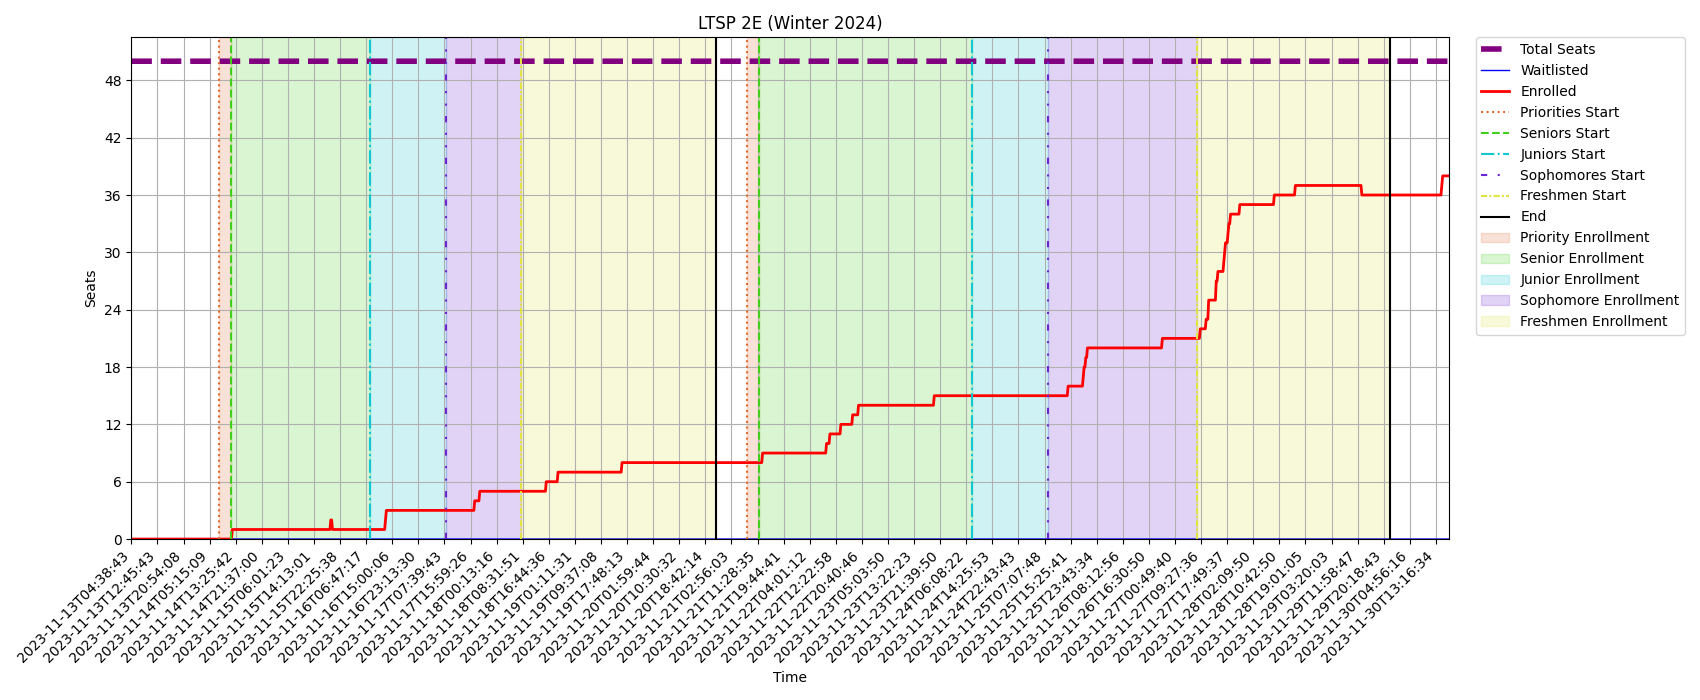 LTSP 2E (Winter 2024)
Seats
48
42
36
30
24
18
12
6
0
2023-11-13T04:38:43
2023-11-13T12:45:43
2023-11-13T20:54:08
2023-11-14T05:15:09
2023-11-14T13:25:42
2023-11-14T21:37:00
2023-11-15T06:01:23
2023-11-15T14:13:01
2023-11-15T22:25:38
2023-11-16T06:47:17
2023-11-16T15:00:06
2023-11-16T23:13:30
2023-11-17T07:39:43
2023-11-17T15:59:26
2023-11-18T00:13:16
2023-11-18T08:31:51
2023-11-18T16:44:36
2023-11-19T01:11:31
2023-11-19T09:37:08
2023-11-19T17:48:13
2023-11-20T01:59:44
2023-11-20T10:30:32
2023-11-20T18:42:14
2023-11-21T02:56:03
2023-11-21T11:28:35
2023-11-21T19:44:41
2023-11-22T04:01:12
2023-11-22T12:22:58
2023-11-22T20:40:46
2023-11-23T05:03:50
2023-11-23T13:22:23
2023-11-23T21:39:50
2023-11-24T06:08:22
2023-11-24T14:25:53
2023-11-24T22:43:43
2023-11-25T07:07:48
2023-11-25T15:25:41
2023-11-25T23:43:34
2023-11-26T08:12:56
2023-11-26T16:30:50
2023-11-27T00:49:40
2023-11-27T09:27:36
2023-11-27T17:49:37
2023-11-28T02:09:50
2023-11-28T10:42:50
2023-11-28T19:01:05
2023-11-29T03:20:03
2023-11-29T11:58:47
2023-11-29T20:18:43
2023-11-30T04:56:16
2023-11-30T13:16:34
Time
Total Seats
Waitlisted
Enrolled
Priorities Start
Seniors Start
Juniors Start
Sophomores Start
Freshmen Start
End
Priority Enrollment
Senior Enrollment
Junior Enrollment
Sophomore Enrollment
Freshmen Enrollment